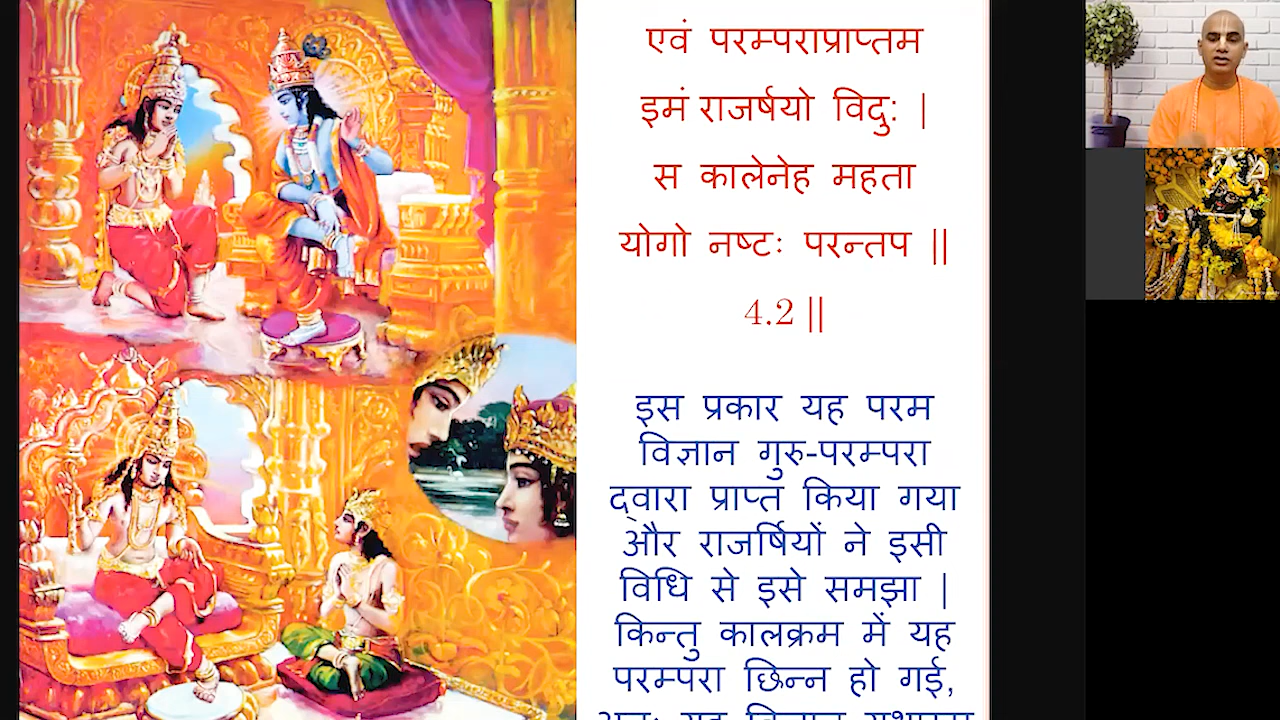 एवं परम्पराप्राप्तम
इमं राजर्षयो विदु: |
स कालेनेह महता
योगो नष्टः परन्तप ||
4.2 ||
इस प्रकार यह परम
विज्ञान गुरु-परम्परा
द्वारा प्राप्त किया गया
और राजर्षियों ने इसी
विधि से इसे समझा |
किन्तु कालक्रम में यह
परम्परा छिन्न हो गई,